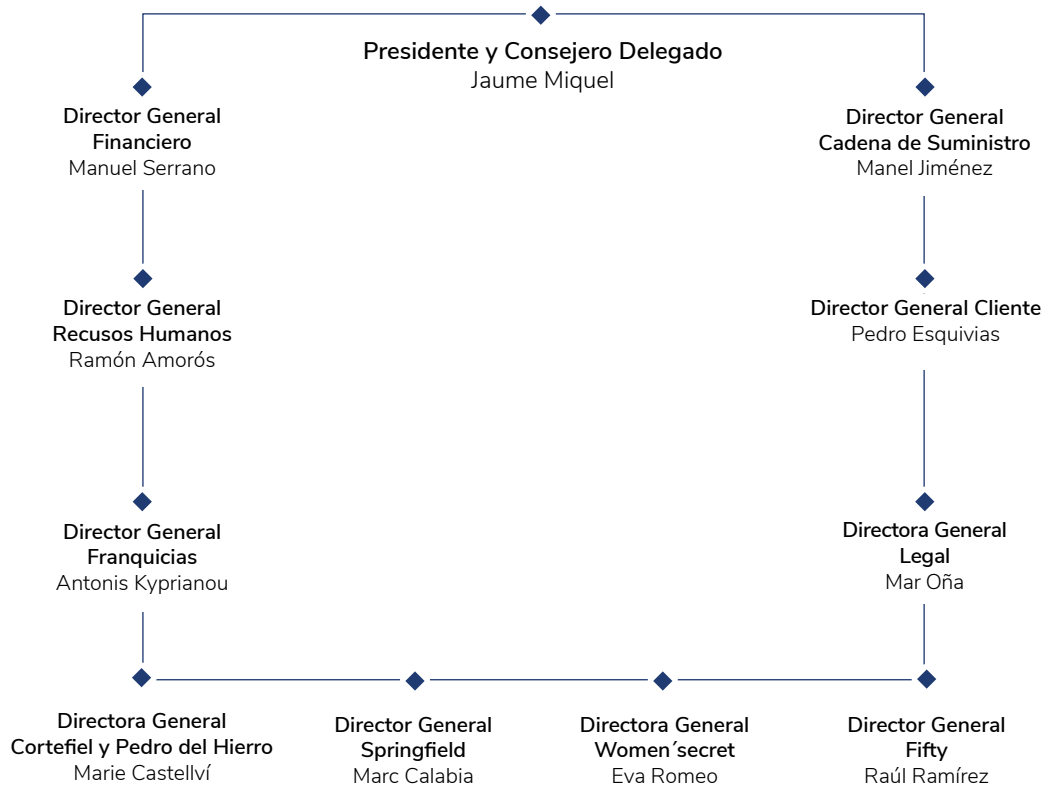 Presidente y Consejero Delegado
Jaume Miquel
Director General
Financiero
Manuel Serrano
Director General
Cadena de Suministro
Manel Jiménez
Director General
Recusos Humanos
Ramón Amorós
Director General Cliente
Pedro Esquivias
Director General
Franquicias
Antonis Kyprianou
Directora General
Legal
Mar Oña
Directora General
Cortefiel y Pedro del Hierro
Marie Castellví
Director General
Springfield
Marc Calabia
Directora General
Women´secret
Eva Romeo
Director General
Fifty
Raúl Ramírez